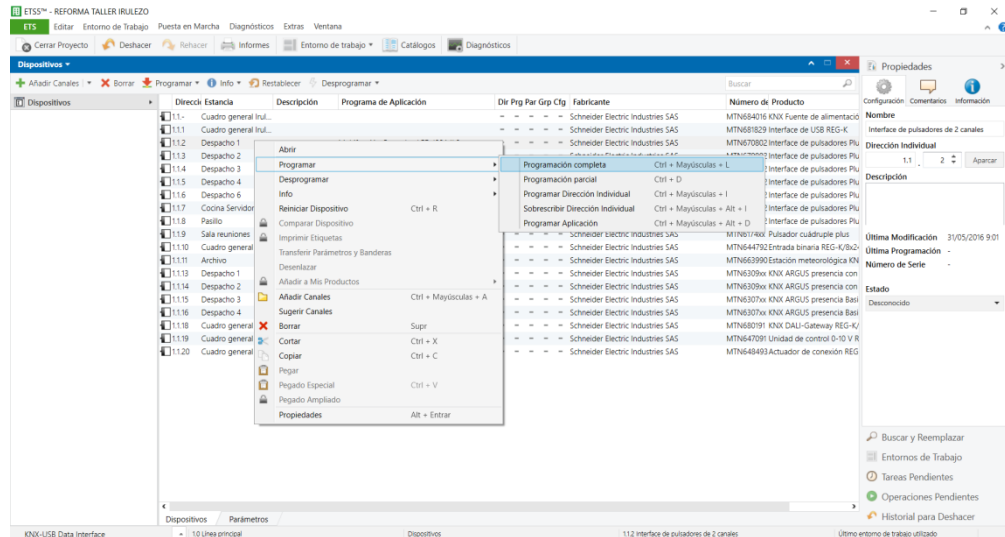 ETS5™ - REFORMA TALLER IRULEZO
ETS Editar Entorno de Trabajo Puesta en Marcha Diagnósticos Extras Ventana
Cerrar Proyecto Deshacer Rehacer Informes Entorno de trabajo Catálogos Diagnósticos
Dispositivos
Añadir Canales Borrar Programar Info Restablecer Desprogramar Buscar
Dispositivos
Direcció Estancia Descripción Programa de Aplicación Dir Prg Par Grp Cfg Fabricante Número de Producto
1.1.- Cuadro general Irul... - - - - - Schneider Electric Industries SAS MTN684016 KNX Fuente de alimentació
1.1.1 Cuadro general Irul... - - - - - Schneider Electric Industries SAS MTN681829 Interface de USB REG-K
1.1.2 Despacho 1 - - - - - Schneider Electric Industries SAS MTN670802 Interface de pulsadores Plu
1.1.3 Despacho 2 Interface de pulsadores Plu
1.1.4 Despacho 3 Interface de pulsadores Plu
1.1.5 Despacho 4 Interface de pulsadores Plu
1.1.6 Despacho 6 Interface de pulsadores Plu
1.1.7 Cocina Servidor Interface de pulsadores Plu
1.1.8 Pasillo Interface de pulsadores Plu
1.1.9 Sala reuniones Schneider Electric Industries SAS MTN6174xx Pulsador cuádruple plus
1.1.10 Cuadro general - - - - Schneider Electric Industries SAS MTN644792 Entrada binaria REG-K/8x24
1.1.11 Archivo - - - - Schneider Electric Industries SAS MTN663990 Estación meteorológica KN
1.1.13 Despacho 1 - - - - Schneider Electric Industries SAS MTN6309xx KNX ARGUS presencia con
1.1.14 Despacho 2 - - - - Schneider Electric Industries SAS MTN6309xx KNX ARGUS presencia con
1.1.15 Despacho 3 - - - - Schneider Electric Industries SAS MTN6307xx KNX ARGUS presencia Basi
1.1.16 Despacho 4 - - - - Schneider Electric Industries SAS MTN6307xx KNX ARGUS presencia Basi
1.1.18 Cuadro general - - - - Schneider Electric Industries SAS MTN680191 KNX DALI-Gateway REG-K/
1.1.19 Cuadro general - - - - Schneider Electric Industries SAS MTN647091 Unidad de control 0-10 V R
1.1.20 Cuadro general - - - - Schneider Electric Industries SAS MTN648493 Actuador de conexión REG
Abrir
Programar
Desprogramar
Info
Reiniciar Dispositivo Ctrl + R
Comparar Dispositivo
Imprimir Etiquetas
Transferir Parámetros y Banderas
Desenlazar
Añadir a Mis Productos
Añadir Canales Ctrl + Mayúsculas + A
Sugerir Canales
Borrar Supr
Cortar Ctrl + X
Copiar Ctrl + C
Pegar
Pegado Especial Ctrl + V
Pegado Ampliado
Propiedades Alt + Entrar
Programación completa Ctrl + Mayúsculas + L
Programación parcial Ctrl + D
Programar Dirección Individual Ctrl + Mayúsculas + I
Sobrescribir Dirección Individual Ctrl + Mayúsculas + Alt + I
Programar Aplicación Ctrl + Mayúsculas + Alt + D
Propiedades
Configuración Comentarios Información
Nombre
Interface de pulsadores de 2 canales
Dirección Individual
1.1 . 2 Aparcar
Descripción
Última Modificación 31/05/2016 9:01
Última Programación -
Número de Serie -
Estado
Desconocido
Buscar y Reemplazar
Entornos de Trabajo
Tareas Pendientes
Operaciones Pendientes
Historial para Deshacer
Dispositivos Parámetros
KNX-USB Data Interface 1.0 Línea principal Dispositivos 1.1.2 Interface de pulsadores de 2 canales Último entorno de trabajo utilizado